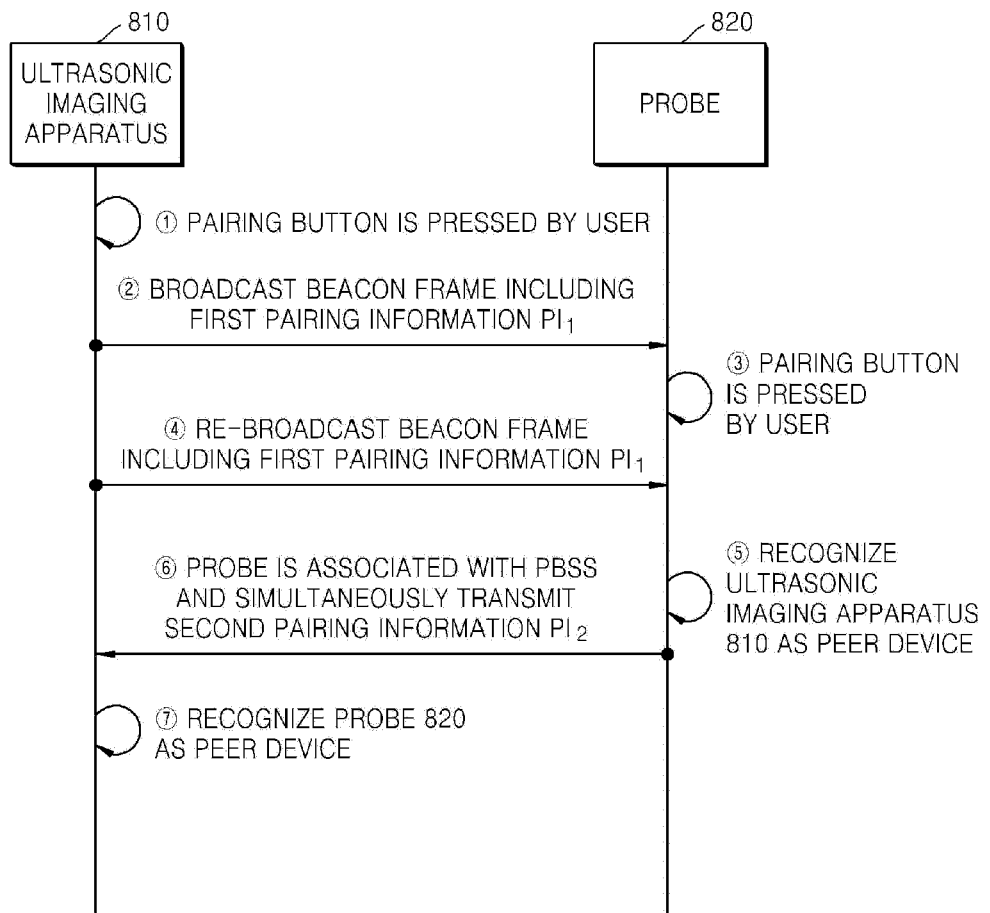 810
820
ULTRASONIC
IMAGING
APPARATUS
PROBE
① PAIRING BUTTON IS PRESSED BY USER
② BROADCAST BEACON FRAME INCLUDING
FIRST PAIRING INFORMATION PI1
③ PAIRING BUTTON
IS PRESSED
BY USER
④ RE-BROADCAST BEACON FRAME
INCLUDING FIRST PAIRING INFORMATION PI1
⑤ RECOGNIZE
ULTRASONIC
IMAGING APPARATUS
810 AS PEER DEVICE
⑥ PROBE IS ASSOCIATED WITH PBSS
AND SIMULTANEOUSLY TRANSMIT
SECOND PAIRING INFORMATION PI2
⑦ RECOGNIZE PROBE 820
AS PEER DEVICE